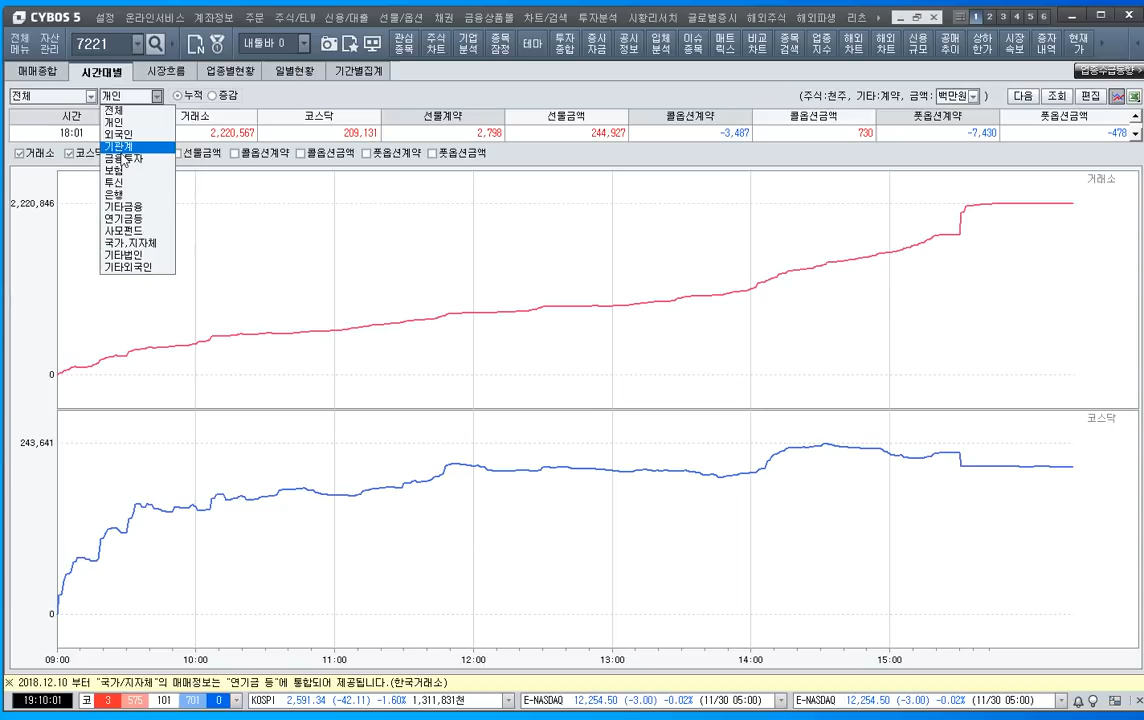 CYBOS 5 설정 온라인서비스 계좌정보 주문 주식/ELW 신용/대출 선물/옵션 채권 금융상품몰 차트/검색 투자분석 시황리서치 글로벌증시 해외주식 해외파생 리츠 1 2 3 4 5 6
전체메뉴 자산관리 7221 내툴바 0 관심종목 주식차트 기업분석 종목잠정 테마 투자종합 증시자금 공시정보 입체분석 이슈종목 매트릭스 비교차트 종목검색 업종지수 해외차트 해외차트 신용규모 공매추이 상하한가 시장속보 증자내역 현재가
매매종합 시간대별 시장흐름 업종별현황 일별현황 기간별집계 업종수급동향 >
전체 개인 누적 증감 (주식:천주, 기타:계약, 금액: 백만원 ) 다음 조회 편집
시간 거래소 코스닥 선물계약 선물금액 콜옵션계약 콜옵션금액 풋옵션계약 풋옵션금액
18:01 2,220,567 209,131 2,798 244,927 -3,487 730 -7,430 -478
거래소 코스닥 선물금액 콜옵션계약 콜옵션금액 풋옵션계약 풋옵션금액
전체
개인
외국인
기관계
금융투자
보험
투신
은행
기타금융
연기금등
사모펀드
국가,지자체
기타법인
기타외국인
거래소
2,220,846
0
코스닥
243,641
0
09:00 10:00 11:00 12:00 13:00 14:00 15:00
※ 2018.12.10 부터 "국가/지자체"의 매매정보는 "연기금 등"에 통합되어 제공됩니다.(한국거래소)
19:10:01 코 3 575 101 701 0 KOSPI 2,591.34 (-42.11) -1.60% 1,311,831천 E-NASDAQ 12,254.50 (-3.00) -0.02% (11/30 05:00) E-NASDAQ 12,254.50 (-3.00) -0.02% (11/30 05:00)